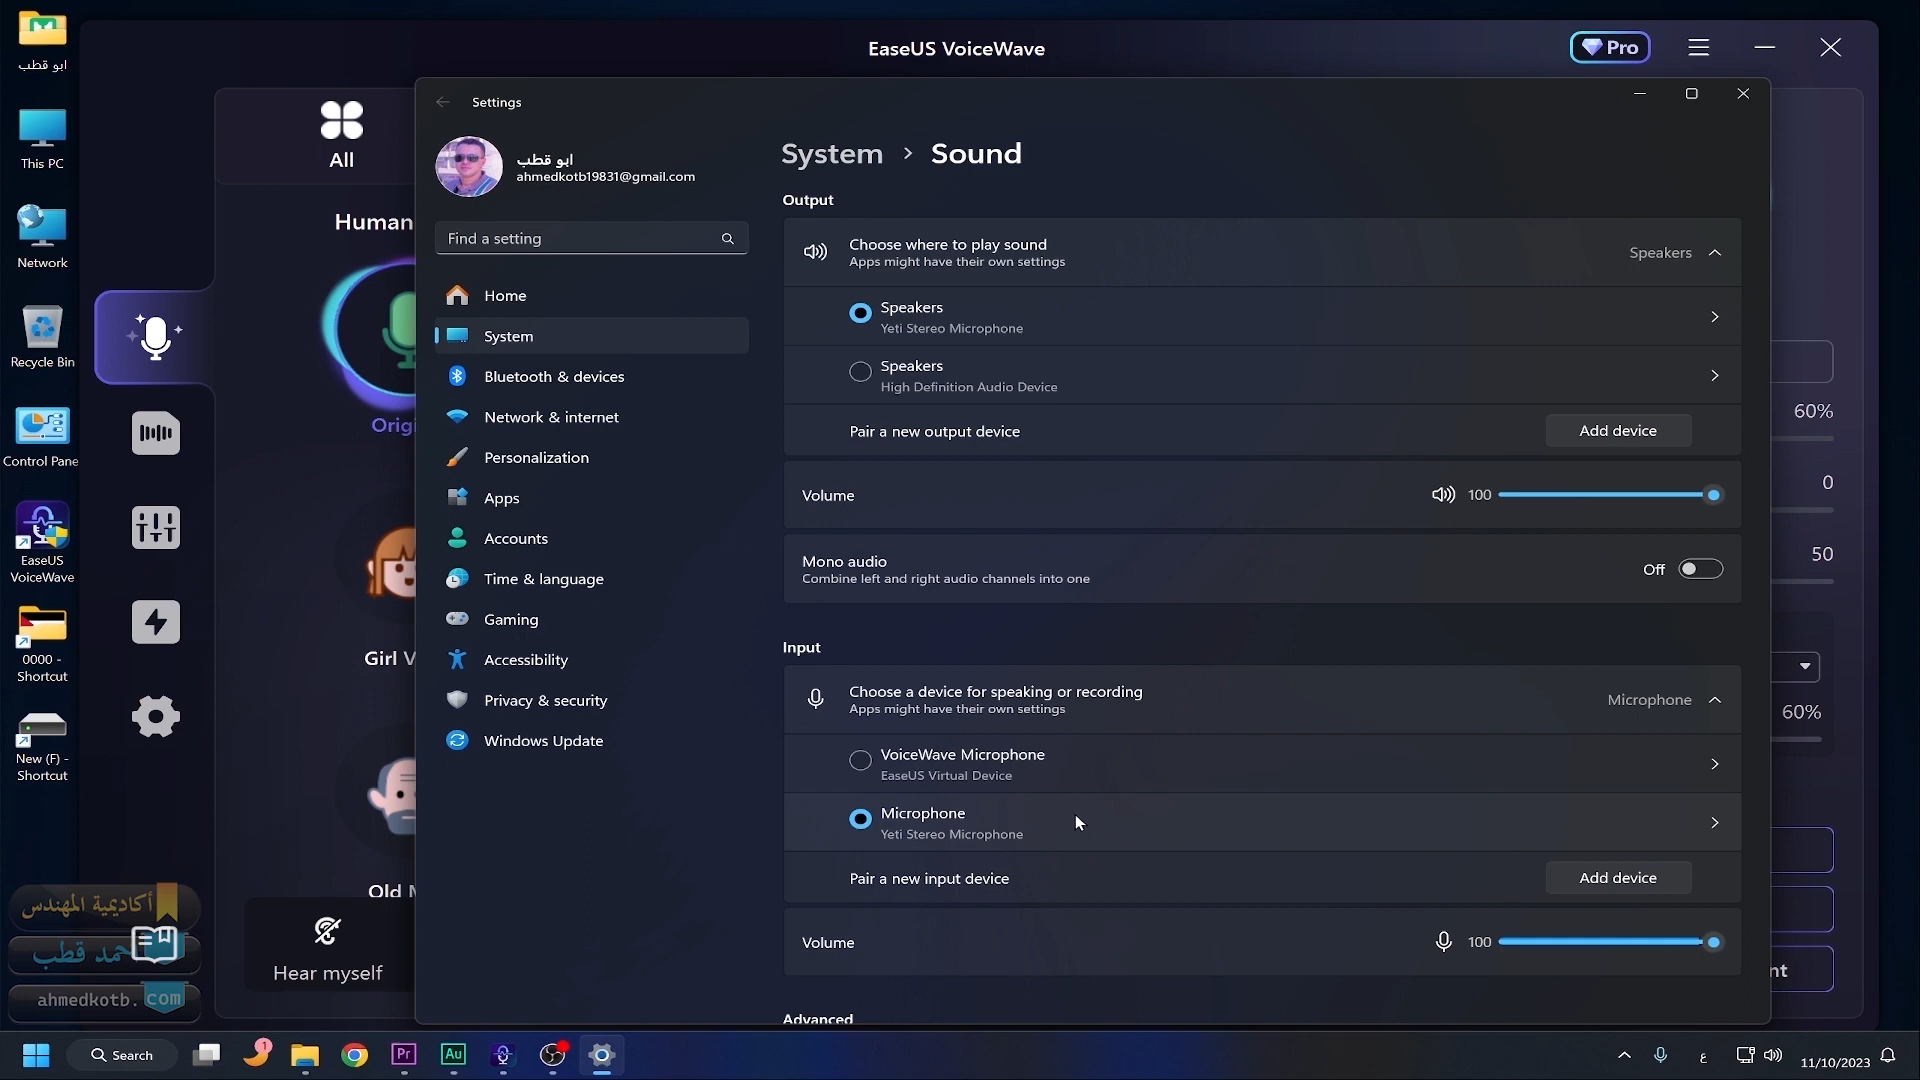 ابو قطب
This PC
Network
Recycle Bin
Control Pane
EaseUS
VoiceWave
0000 -
Shortcut
New (F) -
Shortcut
EaseUS VoiceWave
Pro
All
Human
Origi
Girl V
Old M
Hear myself
Settings
ابو قطب
ahmedkotb19831@gmail.com
Find a setting
Home
System
Bluetooth & devices
Network & internet
Personalization
Apps
Accounts
Time & language
Gaming
Accessibility
Privacy & security
Windows Update
System > Sound
Output
Choose where to play sound
Apps might have their own settings
Speakers
Speakers
Yeti Stereo Microphone
Speakers
High Definition Audio Device
Pair a new output device
Add device
Volume
100
Mono audio
Combine left and right audio channels into one
Off
Input
Choose a device for speaking or recording
Apps might have their own settings
Microphone
VoiceWave Microphone
EaseUS Virtual Device
Microphone
Yeti Stereo Microphone
Pair a new input device
Add device
Volume
100
Advanced
60%
0
50
60%
nt
أكاديمية المهندس
حمد قطب
ahmedkotb.com
Search
1
Pr
Au
ع
11/10/2023